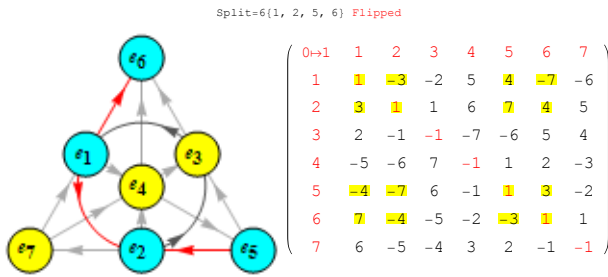 Split=6{1, 2, 5, 6} Flipped
0↦1 1 2 3 4 5 6 7
1 1 −3 −2 5 4 −7 −6
2 3 1 1 6 7 4 5
3 2 −1 −1 −7 −6 5 4
4 −5 −6 7 −1 1 2 −3
5 −4 −7 6 −1 1 3 −2
6 7 −4 −5 −2 −3 1 1
7 6 −5 −4 3 2 −1 −1
e6
e1
e3
e4
e7
e2
e5